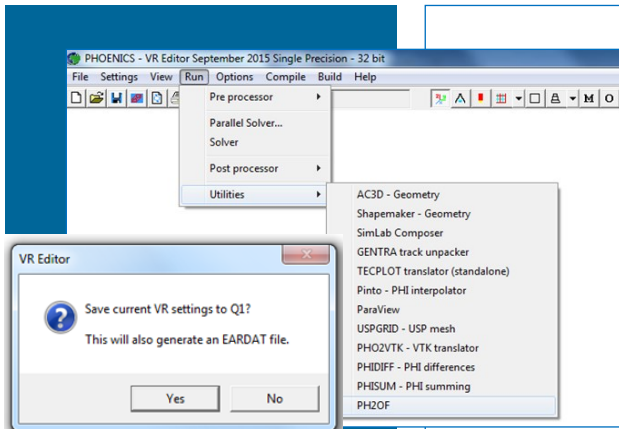 PHOENICS - VR Editor September 2015 Single Precision - 32 bit
File Settings View Run Options Compile Build Help
M O
Pre processor
Parallel Solver...
Solver
Post processor
Utilities
AC3D - Geometry
Shapemaker - Geometry
SimLab Composer
GENTRA track unpacker
TECPLOT translator (standalone)
Pinto - PHI interpolator
ParaView
USPGRID - USP mesh
PHO2VTK - VTK translator
PHIDIFF - PHI differences
PHISUM - PHI summing
PH2OF
VR Editor
Save current VR settings to Q1?
This will also generate an EARDAT file.
Yes No